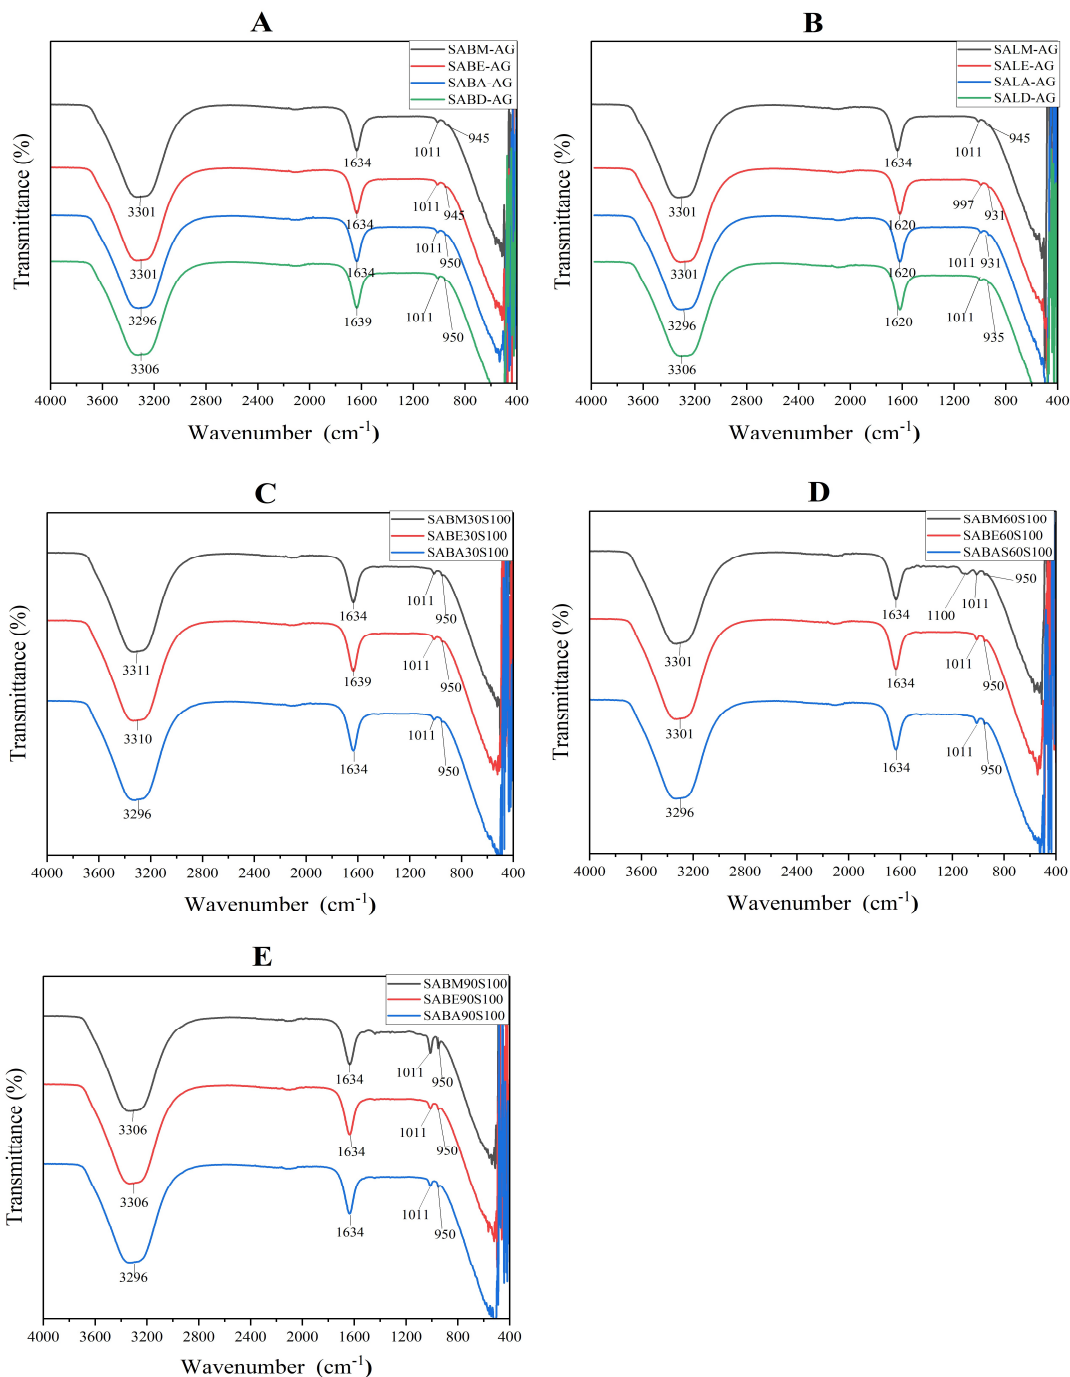 A
SABM-AG
SABE-AG
SABA-AG
SABD-AG
Transmittance (%)
3301
1634
1011
945
3301
1634
1011
945
3296
1634
1011
950
3306
1639
1011
950
4000 3600 3200 2800 2400 2000 1600 1200 800 400
Wavenumber (cm-1)
B
SALM-AG
SALE-AG
SALA-AG
SALD-AG
Transmittance (%)
3301
1634
1011
945
3301
1620
997
931
3296
1620
1011
931
3306
1620
1011
935
4000 3600 3200 2800 2400 2000 1600 1200 800 400
Wavenumber (cm-1)
C
SABM30S100
SABE30S100
SABA30S100
Transmittance (%)
3311
1634
1011
950
3310
1639
1011
950
3296
1634
1011
950
4000 3600 3200 2800 2400 2000 1600 1200 800 400
Wavenumber (cm-1)
D
SABM60S100
SABE60S100
SABAS60S100
Transmittance (%)
3301
1634
1100
1011
950
3301
1634
1011
950
3296
1634
1011
950
4000 3600 3200 2800 2400 2000 1600 1200 800 400
Wavenumber (cm-1)
E
SABM90S100
SABE90S100
SABA90S100
Transmittance (%)
3306
1634
1011
950
3306
1634
1011
950
3296
1634
1011
950
4000 3600 3200 2800 2400 2000 1600 1200 800 400
Wavenumber (cm-1)